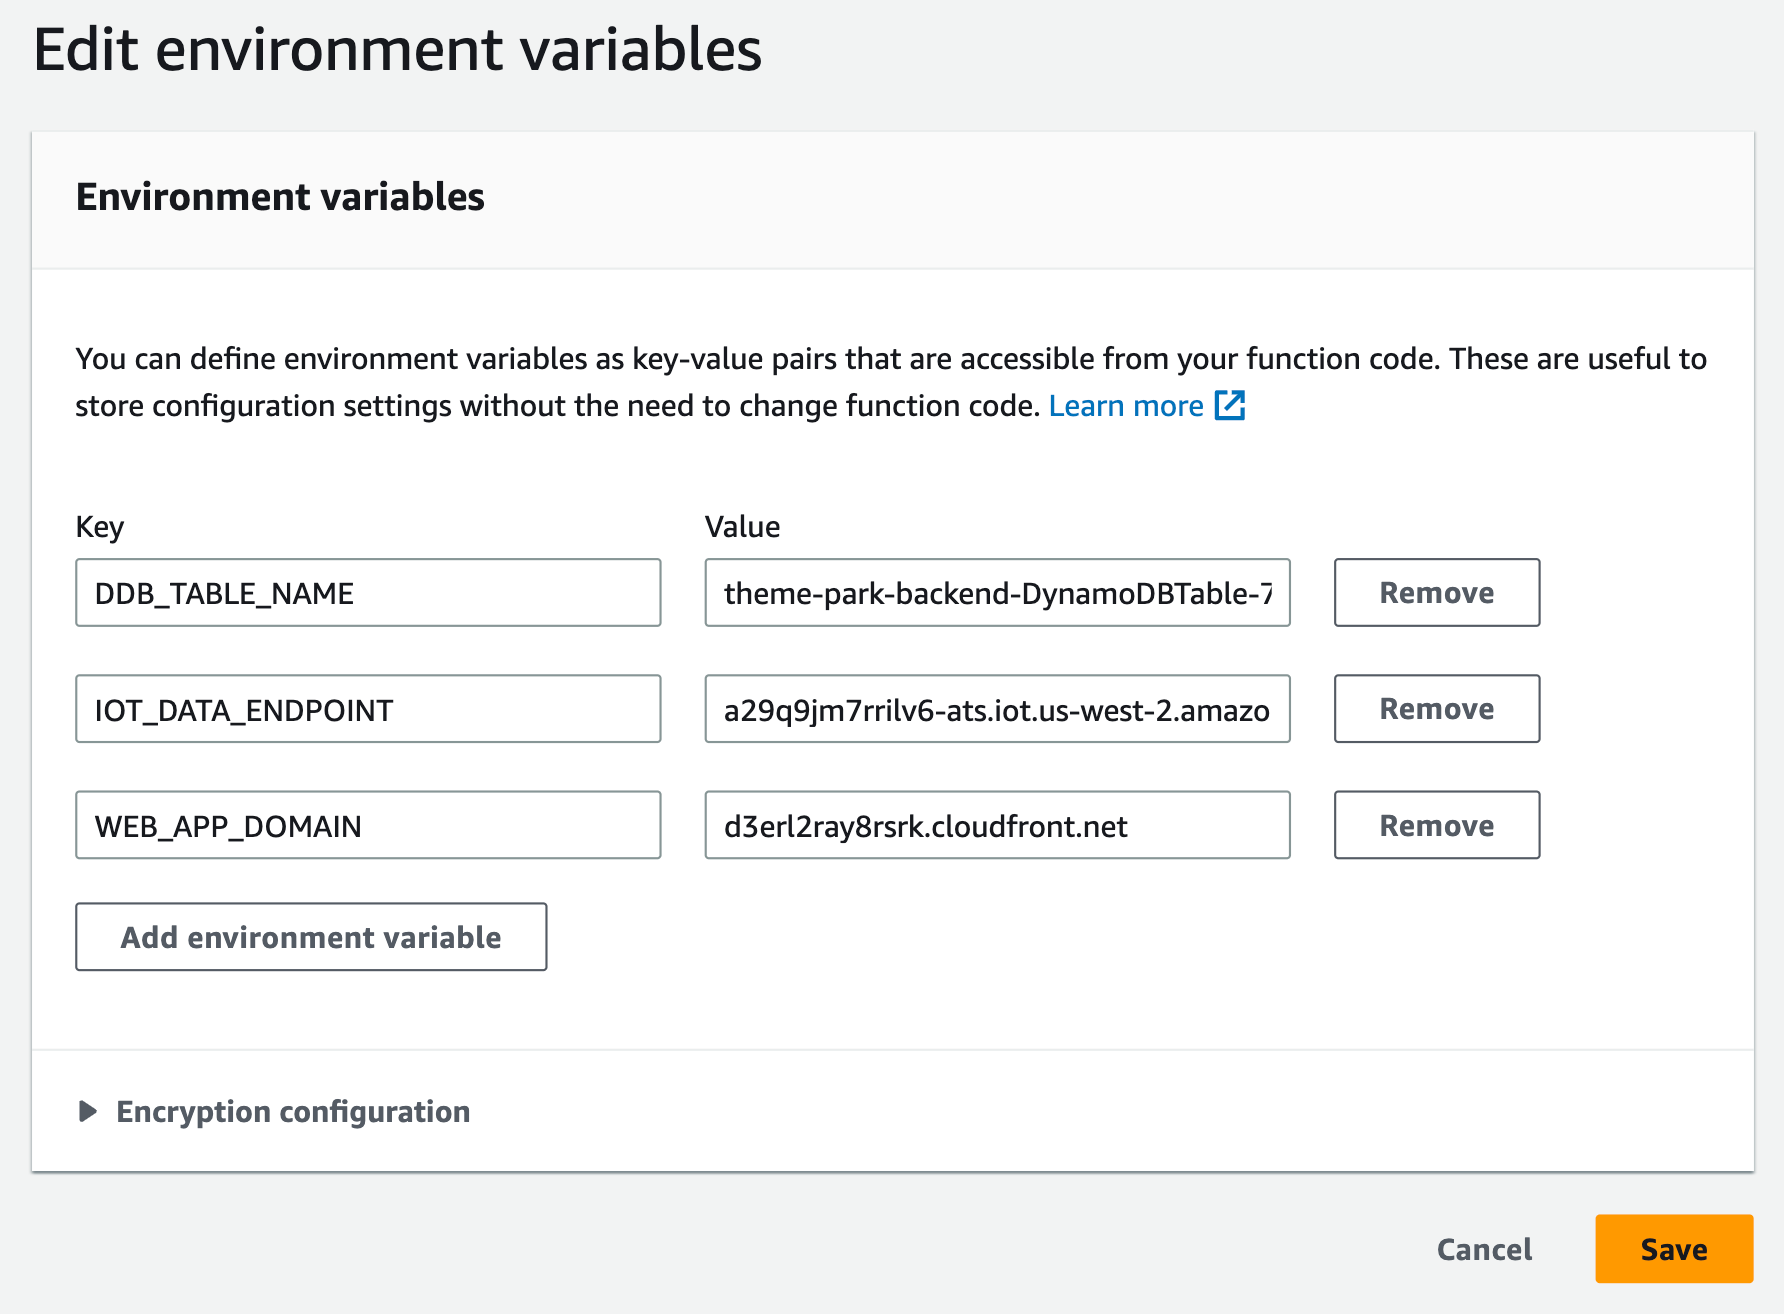 Edit environment variables
Environment variables
You can define environment variables as key-value pairs that are accessible from your function code. These are useful to
store configuration settings without the need to change function code. Learn more
Key Value
DDB_TABLE_NAME theme-park-backend-DynamoDBTable-7 Remove
IOT_DATA_ENDPOINT a29q9jm7rrilv6-ats.iot.us-west-2.amazo Remove
WEB_APP_DOMAIN d3erl2ray8rsrk.cloudfront.net Remove
Add environment variable
Encryption configuration
Cancel Save